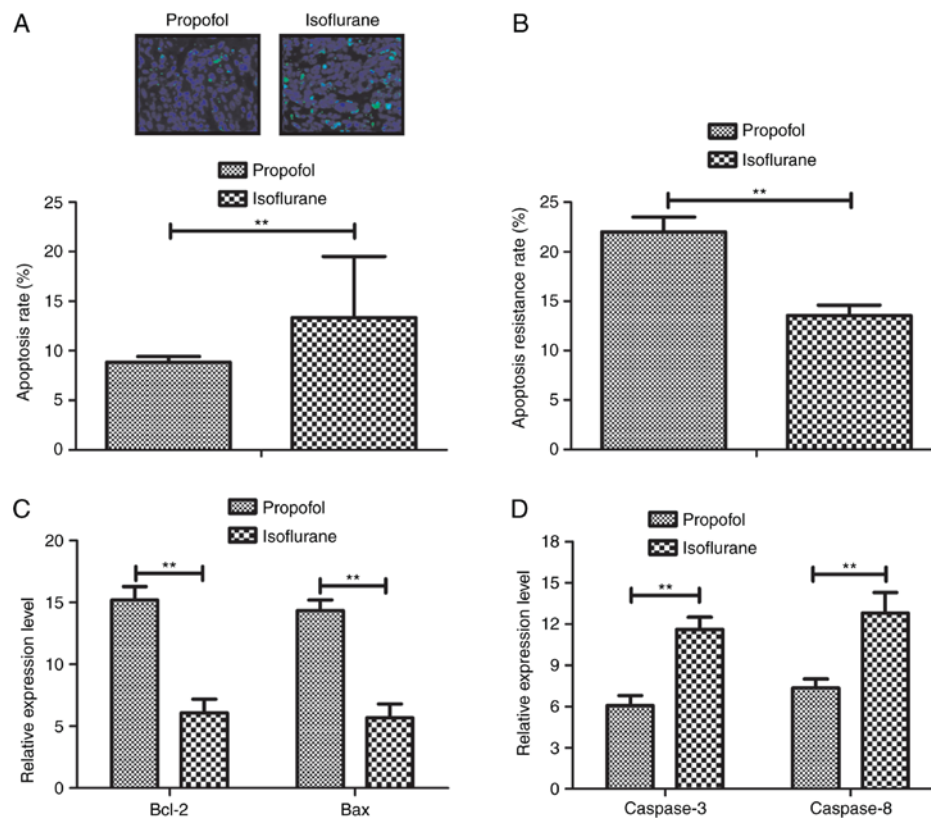 A
Propofol
Isoflurane
Propofol
Isoflurane
**
25
20
15
10
5
0
Apoptosis rate (%)
B
Propofol
Isoflurane
**
25
20
15
10
5
0
Apoptosis resistance rate (%)
C
Propofol
Isoflurane
**
**
20
15
10
5
0
Relative expression level
Bcl-2
Bax
D
Propofol
Isoflurane
**
**
18
15
12
9
6
3
0
Relative expression level
Caspase-3
Caspase-8